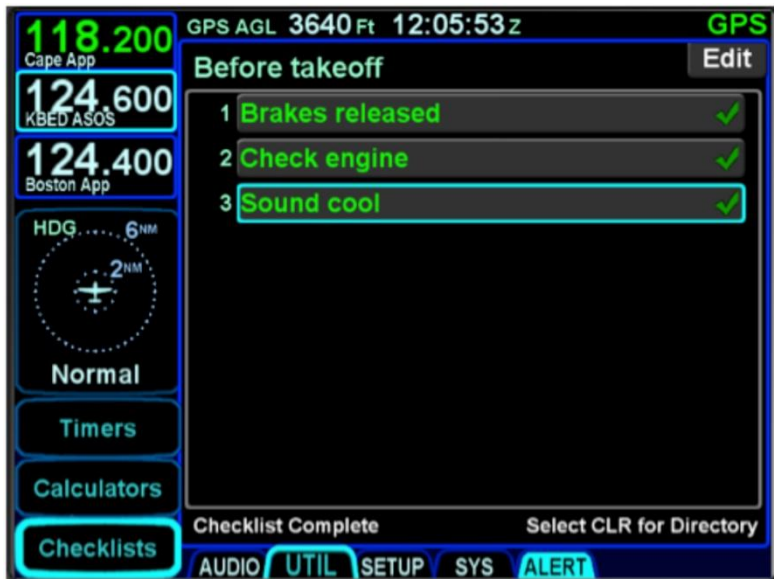 118.200
Cape App
124.600
KBED ASOS
124.400
Boston App
HDG
6NM
2NM
Normal
Timers
Calculators
Checklists
GPS AGL 3640 Ft 12:05:53 Z
GPS
Before takeoff
Edit
1 Brakes released
2 Check engine
3 Sound cool
Checklist Complete
Select CLR for Directory
AUDIO UTIL SETUP SYS ALERT